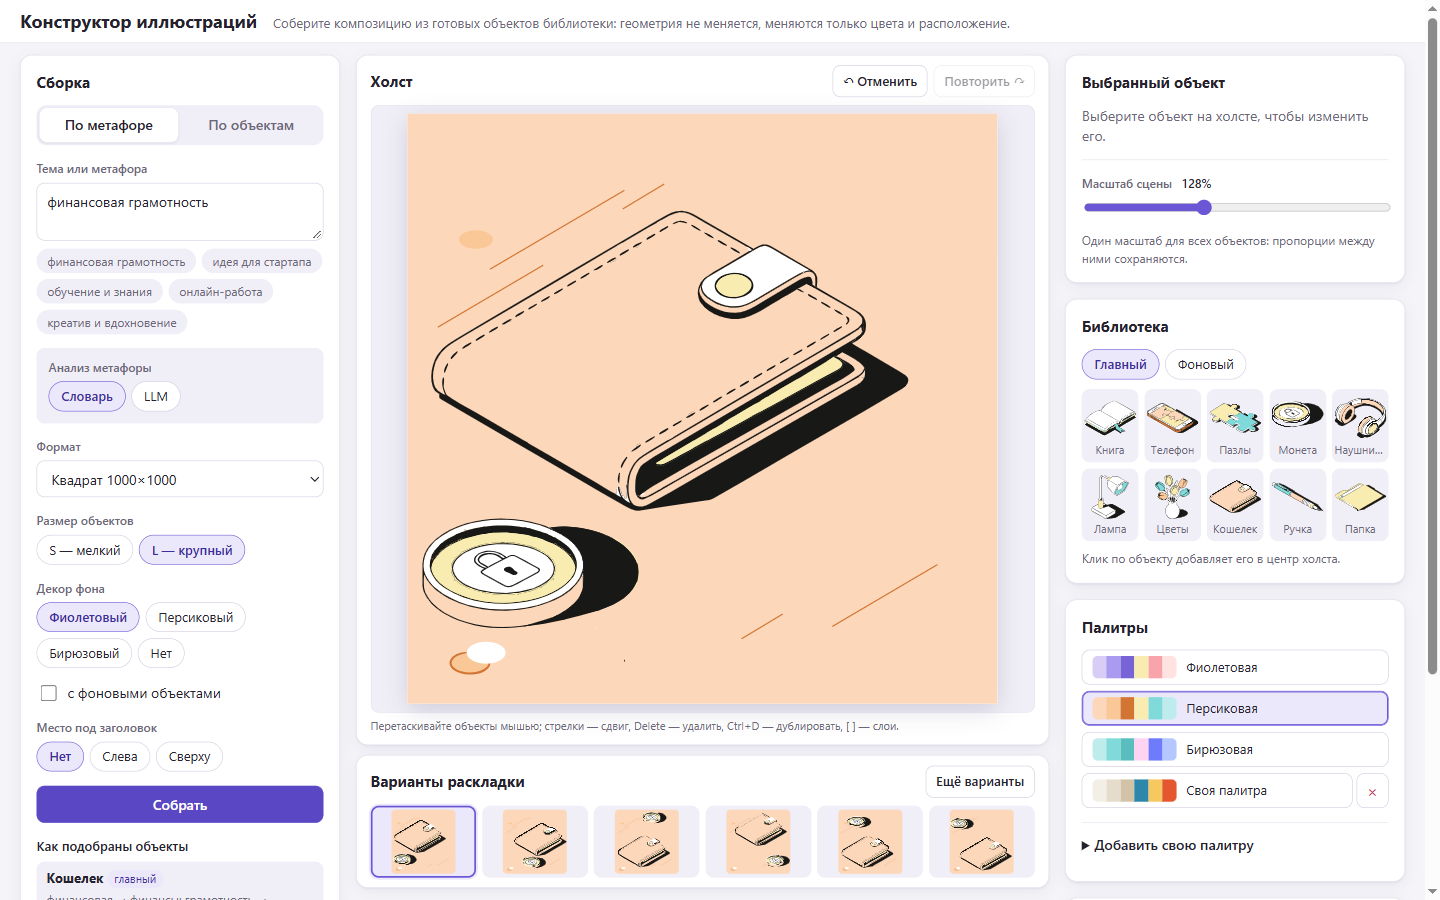 Конструктор иллюстраций
Соберите композицию из готовых объектов библиотеки: геометрия не меняется, меняются только цвета и расположение.
Сборка
По метафоре
По объектам
Тема или метафора
финансовая грамотность
финансовая грамотность
идея для стартапа
обучение и знания
онлайн-работа
креатив и вдохновение
Анализ метафоры
Словарь
LLM
Формат
Квадрат 1000×1000
Размер объектов
S — мелкий
L — крупный
Декор фона
Фиолетовый
Персиковый
Бирюзовый
Нет
с фоновыми объектами
Место под заголовок
Нет
Слева
Сверху
Собрать
Как подобраны объекты
Кошелек главный
Холст
↶ Отменить
Повторить ↷
Перетаскивайте объекты мышью; стрелки — сдвиг, Delete — удалить, Ctrl+D — дублировать, [ ] — слои.
Варианты раскладки
Ещё варианты
Выбранный объект
Выберите объект на холсте, чтобы изменить
его.
Масштаб сцены 128%
Один масштаб для всех объектов: пропорции между
ними сохраняются.
Библиотека
Главный
Фоновый
Книга
Телефон
Пазлы
Монета
Наушни...
Лампа
Цветы
Кошелек
Ручка
Папка
Клик по объекту добавляет его в центр холста.
Палитры
Фиолетовая
Персиковая
Бирюзовая
Своя палитра
×
▶ Добавить свою палитру